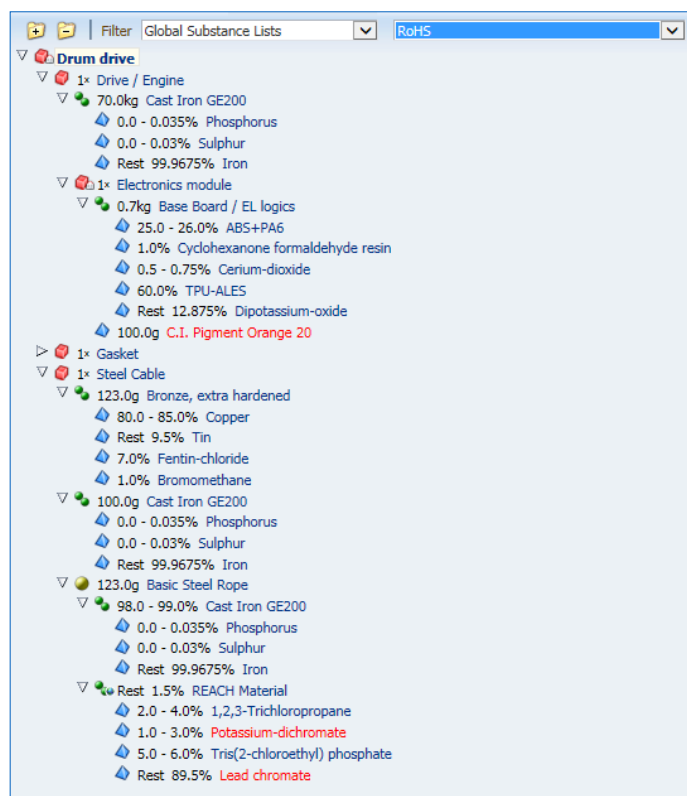 Filter Global Substance Lists RoHS
Drum drive
1x Drive / Engine
70.0kg Cast Iron GE200
0.0 - 0.035% Phosphorus
0.0 - 0.03% Sulphur
Rest 99.9675% Iron
1x Electronics module
0.7kg Base Board / EL logics
25.0 - 26.0% ABS+PA6
1.0% Cyclohexanone formaldehyde resin
0.5 - 0.75% Cerium-dioxide
60.0% TPU-ALES
Rest 12.875% Dipotassium-oxide
100.0g C.I. Pigment Orange 20
1x Gasket
1x Steel Cable
123.0g Bronze, extra hardened
80.0 - 85.0% Copper
Rest 9.5% Tin
7.0% Fentin-chloride
1.0% Bromomethane
100.0g Cast Iron GE200
0.0 - 0.035% Phosphorus
0.0 - 0.03% Sulphur
Rest 99.9675% Iron
123.0g Basic Steel Rope
98.0 - 99.0% Cast Iron GE200
0.0 - 0.035% Phosphorus
0.0 - 0.03% Sulphur
Rest 99.9675% Iron
Rest 1.5% REACH Material
2.0 - 4.0% 1,2,3-Trichloropropane
1.0 - 3.0% Potassium-dichromate
5.0 - 6.0% Tris(2-chloroethyl) phosphate
Rest 89.5% Lead chromate